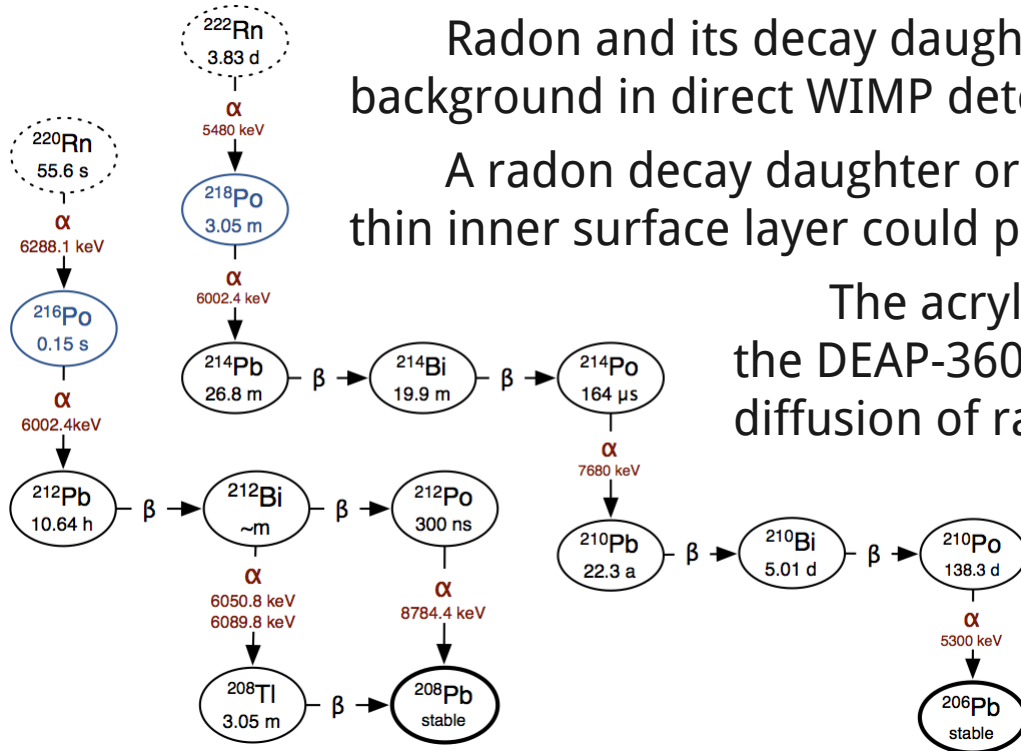 ²²²Rn
3.83 d
α
5480 keV
²¹⁸Po
3.05 m
α
6002.4 keV
²¹⁴Pb
26.8 m
β
²¹⁴Bi
19.9 m
β
²¹⁴Po
164 µs
α
7680 keV
²¹⁰Pb
22.3 a
β
²¹⁰Bi
5.01 d
β
²¹⁰Po
138.3 d
α
5300 keV
²⁰⁶Pb
stable
²²⁰Rn
55.6 s
α
6288.1 keV
²¹⁶Po
0.15 s
α
6002.4keV
²¹²Pb
10.64 h
β
²¹²Bi
~m
β
²¹²Po
300 ns
α
6050.8 keV
6089.8 keV
α
8784.4 keV
²⁰⁸Tl
3.05 m
β
²⁰⁸Pb
stable
Radon and its decay daugh
background in direct WIMP det
A radon decay daughter or
thin inner surface layer could p
The acryl
the DEAP-360
diffusion of ra